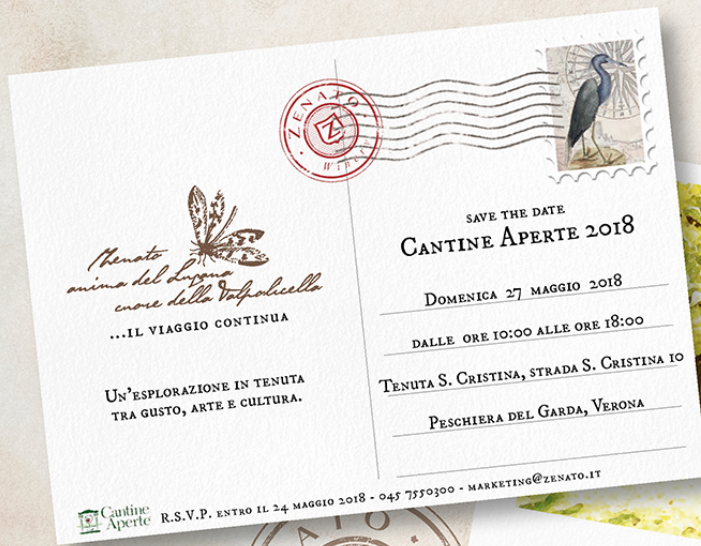 ZENATO
Z
Winery
Zenato
anima del Lugana
cuore della Valpolicella
...IL VIAGGIO CONTINUA
UN'ESPLORAZIONE IN TENUTA
TRA GUSTO, ARTE E CULTURA.
SAVE THE DATE
CANTINE APERTE 2018
DOMENICA 27 MAGGIO 2018
DALLE ORE 10:00 ALLE ORE 18:00
TENUTA S. CRISTINA, STRADA S. CRISTINA 10
PESCHIERA DEL GARDA, VERONA
Cantine
Aperte
R.S.V.P. ENTRO IL 24 MAGGIO 2018 - 045 7550300 - MARKETING@ZENATO.IT
ATO